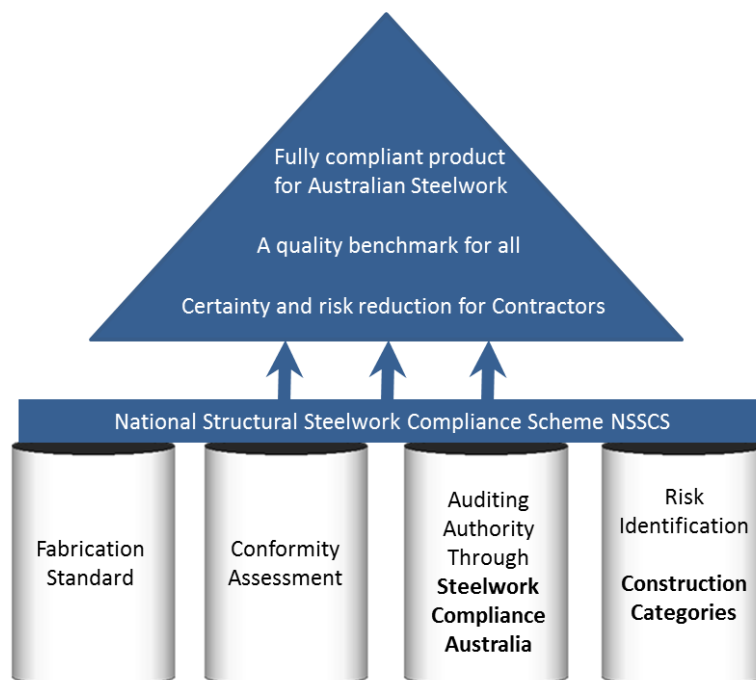 Fully compliant product
for Australian Steelwork
A quality benchmark for all
Certainty and risk reduction for Contractors
National Structural Steelwork Compliance Scheme NSSCS
Fabrication
Standard
Conformity
Assessment
Auditing
Authority
Through
Steelwork
Compliance
Australia
Risk
Identification
Construction
Categories